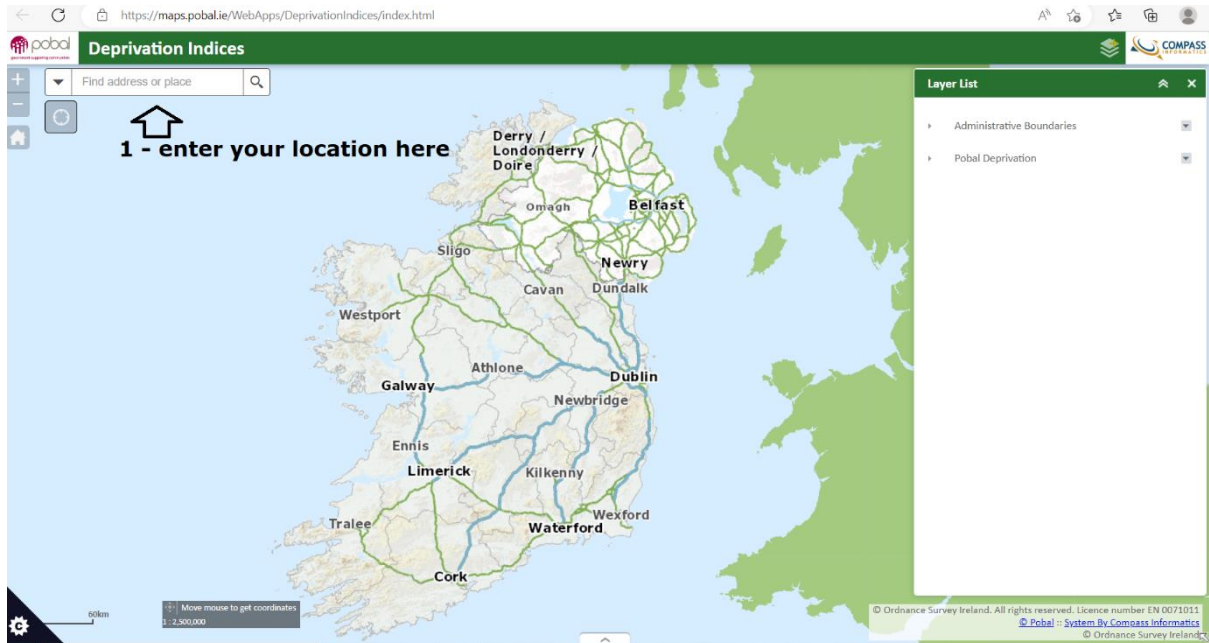 https://maps.pobal.ie/WebApps/DeprivationIndices/index.html
pobal
Deprivation Indices
COMPASS
INFORMATICS
Find address or place
1 - enter your location here
Layer List
Administrative Boundaries
Pobal Deprivation
Derry /
Londonderry /
Doire
Omagh
Belfast
Sligo
Newry
Cavan
Dundalk
Westport
Athlone
Dublin
Galway
Newbridge
Ennis
Limerick
Kilkenny
Tralee
Wexford
Waterford
Cork
60km
Move mouse to get coordinates
1 : 2,500,000
© Ordnance Survey Ireland. All rights reserved. Licence number EN 0071011
© Pobal :: System By Compass Informatics
© Ordnance Survey Ireland